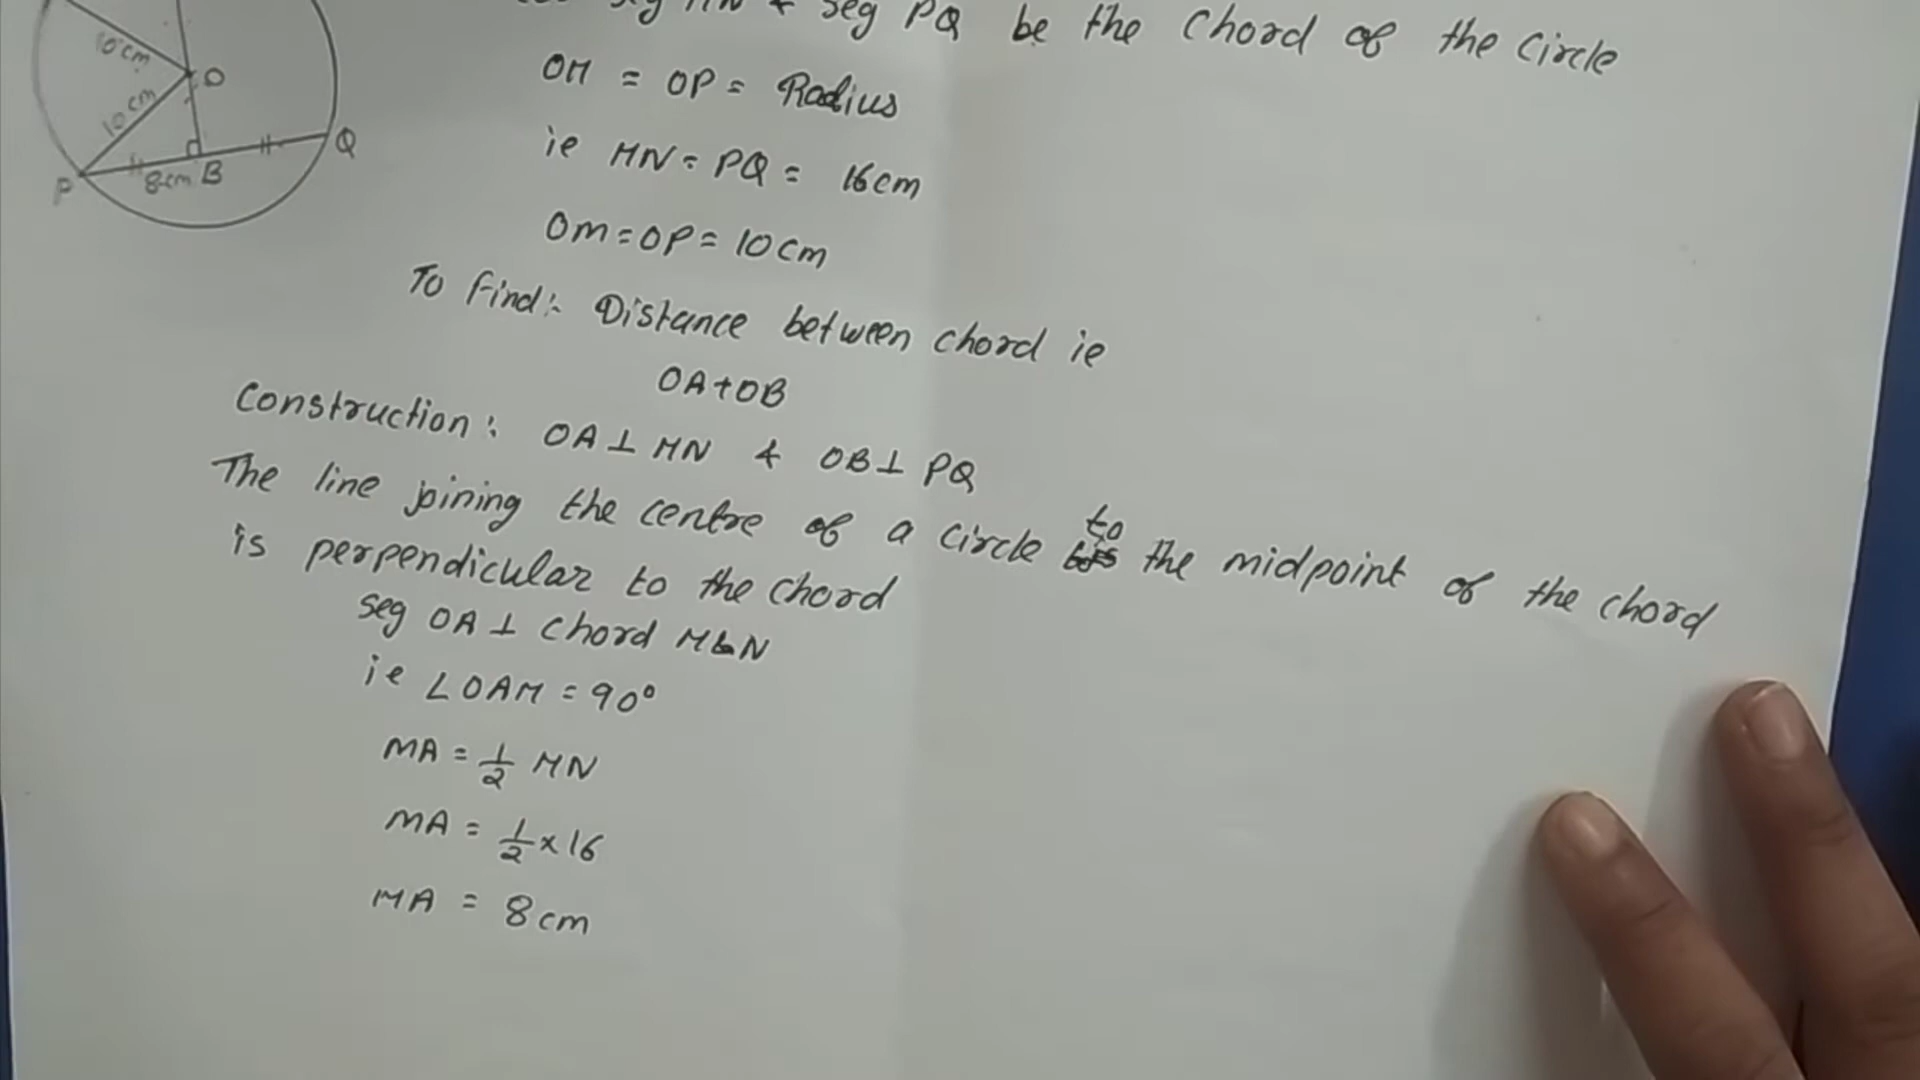 seg MN & seg PQ be the chord of the circle
OM = OP = Radius
ie MN = PQ = 16cm
Om = OP = 10cm
To find:- Distance between chord ie
OA+OB
Construction: OA⊥MN & OB⊥PQ
The line joining the centre of a circle to the midpoint of the chord
is perpendicular to the chord
seg OA⊥ Chord MN
ie ∠OAM = 90°
MA = 1/2 MN
MA = 1/2 × 16
MA = 8cm
10cm
O
10cm
Q
P
8cm B